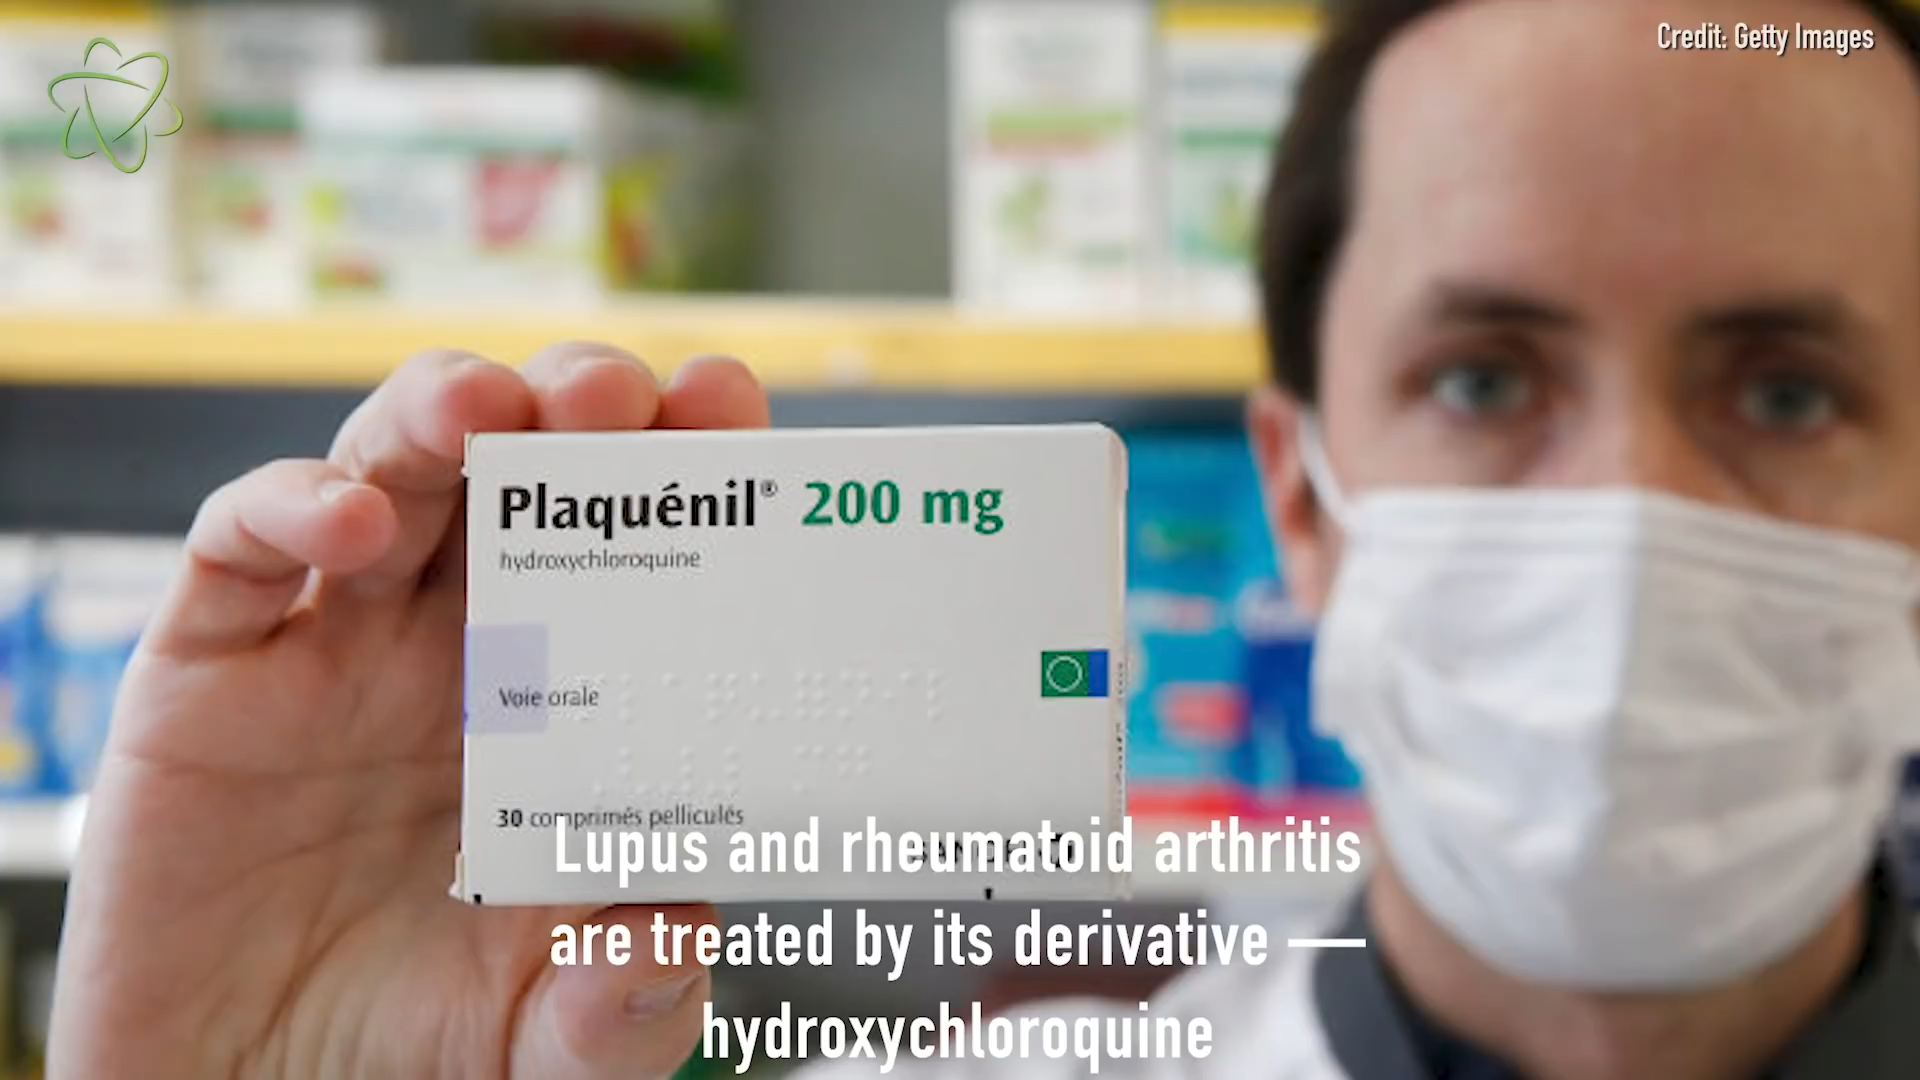 Credit: Getty Images
Plaquénil® 200 mg
hydroxychloroquine
Voie orale
30 comprimés pelliculés
Lupus and rheumatoid arthritis
are treated by its derivative —
hydroxychloroquine